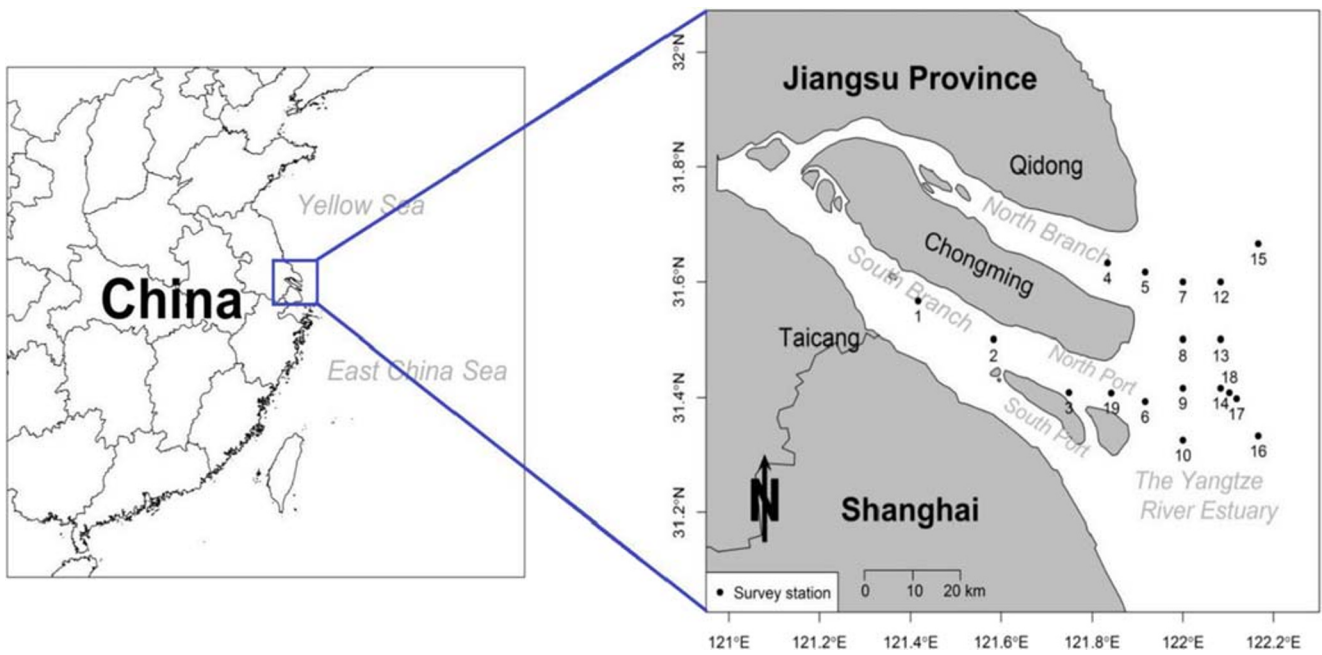 China
Yellow Sea
East China Sea
Jiangsu Province
Qidong
North Branch
Chongming
South Branch
Taicang
North Port
South Port
Shanghai
The Yangtze
River Estuary
N
1
2
3
4
5
6
7
8
9
10
12
13
14
15
16
17
18
19
Survey station
0 10 20 km
32°N
31.8°N
31.6°N
31.4°N
31.2°N
121°E 121.2°E 121.4°E 121.6°E 121.8°E 122°E 122.2°E